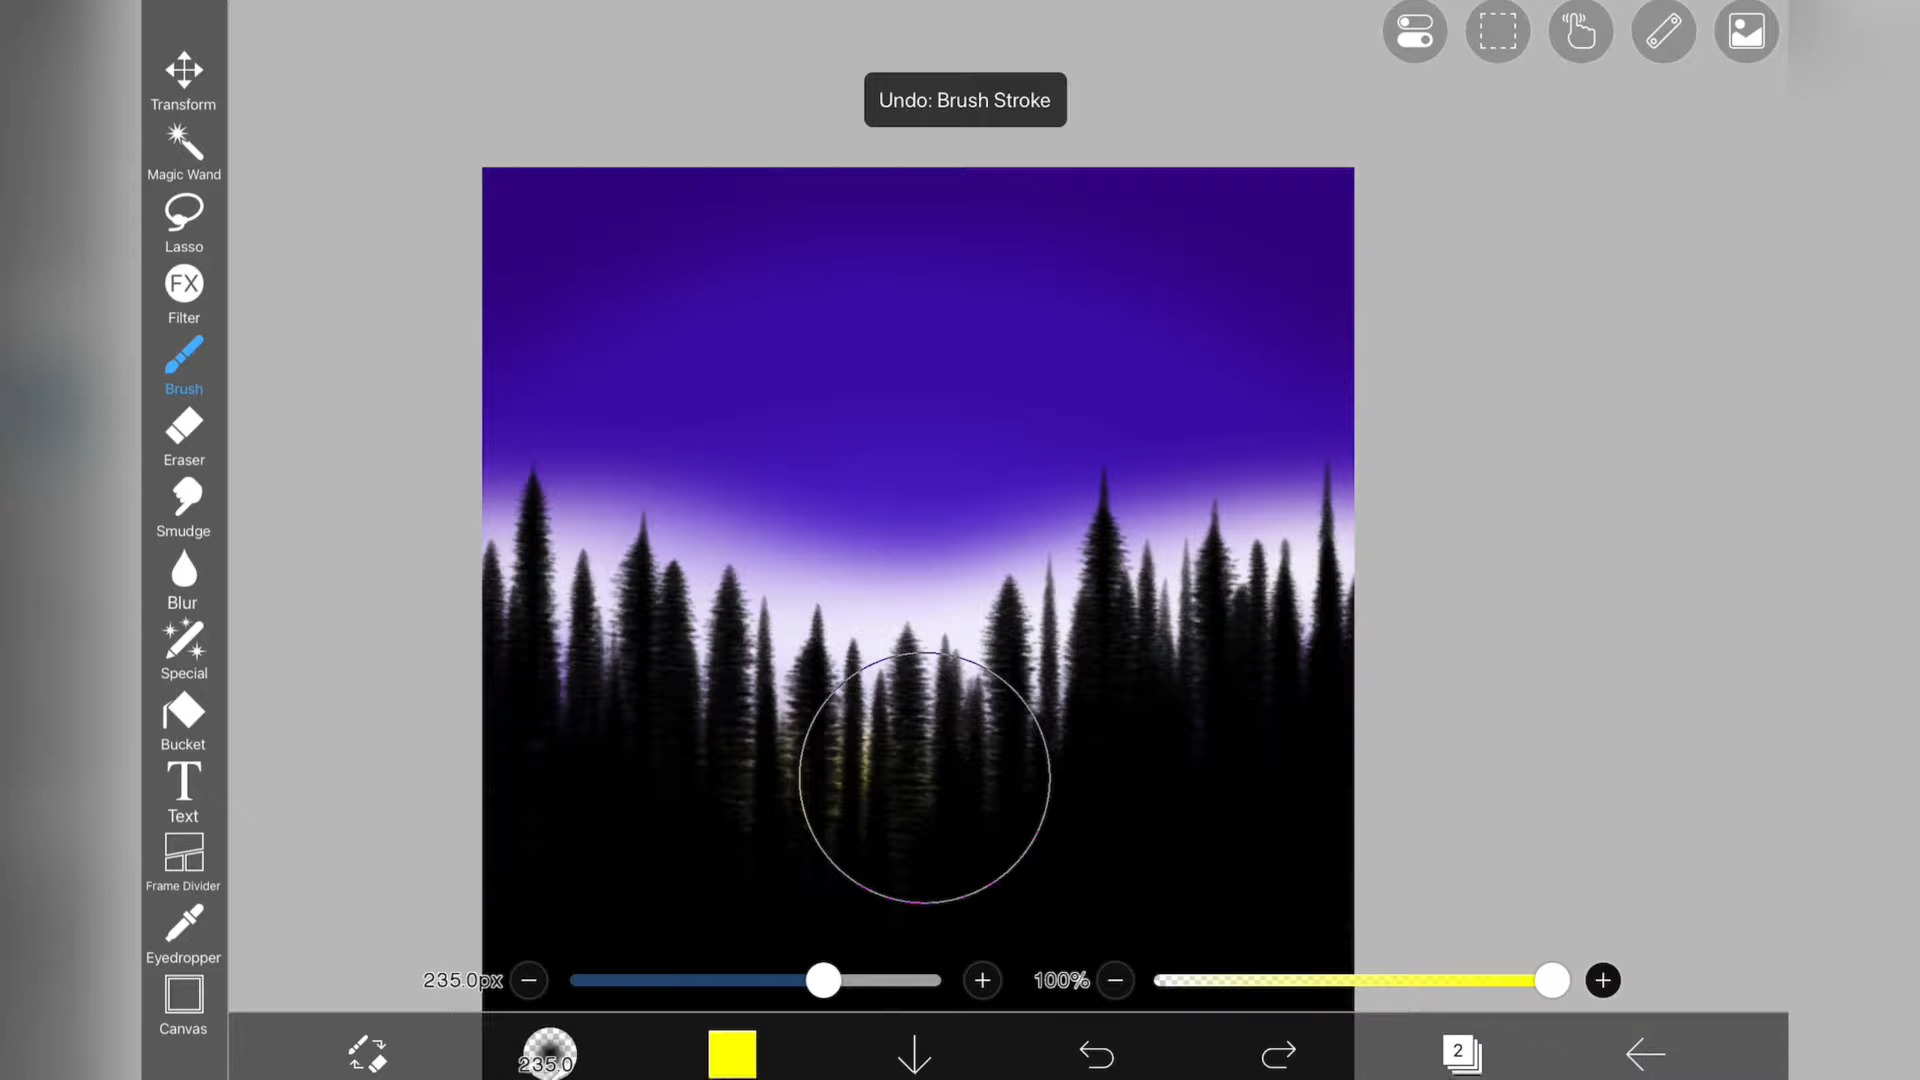 Undo: Brush Stroke
Transform
Magic Wand
Lasso
FX
Filter
Brush
Eraser
Smudge
Blur
Special
Bucket
T
Text
Frame Divider
Eyedropper
Canvas
235.0px
100%
235.0
2